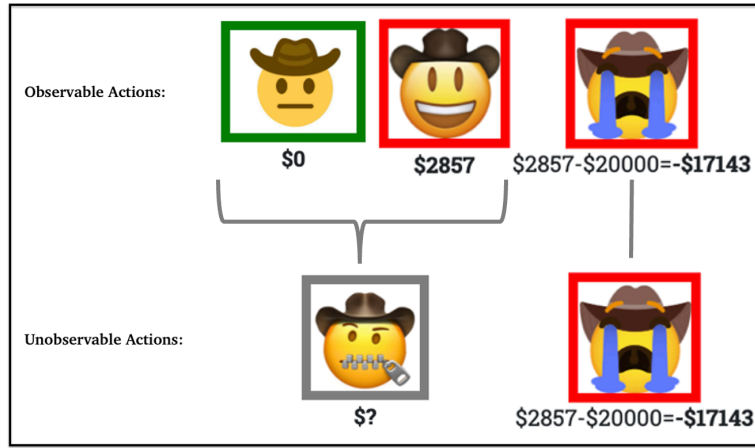 Observable Actions:
$0
$2857
$2857-$20000=-$17143
Unobservable Actions:
$?
$2857-$20000=-$17143